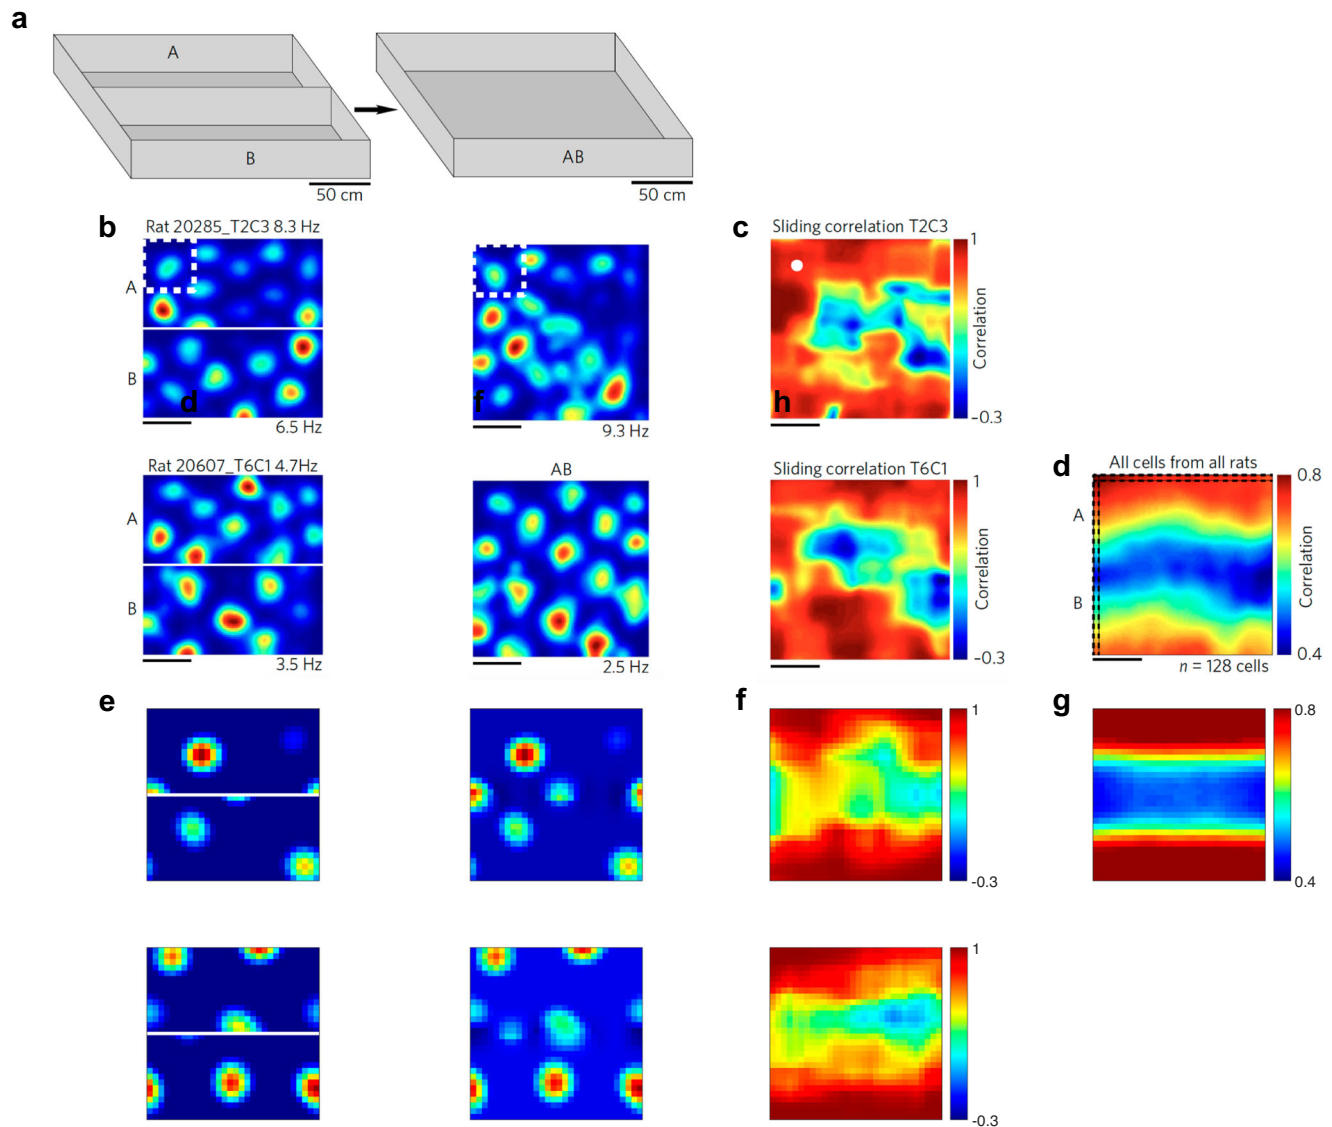 a
A
B
50 cm
AB
50 cm
b
Rat 20285_T2C3 8.3 Hz
A
B
d
6.5 Hz
f
9.3 Hz
c
Sliding correlation T2C3
1
Correlation
−0.3
h
Rat 20607_T6C1 4.7Hz
A
B
3.5 Hz
AB
2.5 Hz
Sliding correlation T6C1
1
Correlation
−0.3
d
All cells from all rats
A
B
0.8
Correlation
0.4
n = 128 cells
e
f
1
-0.3
g
0.8
0.4
1
-0.3